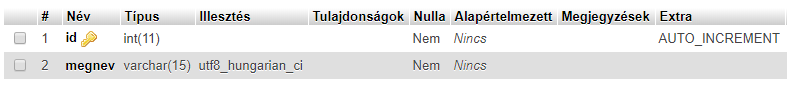 # Név Típus Illesztés Tulajdonságok Nulla Alapértelmezett Megjegyzések Extra
1 id int(11) Nem Nincs AUTO_INCREMENT
2 megnev varchar(15) utf8_hungarian_ci Nem Nincs